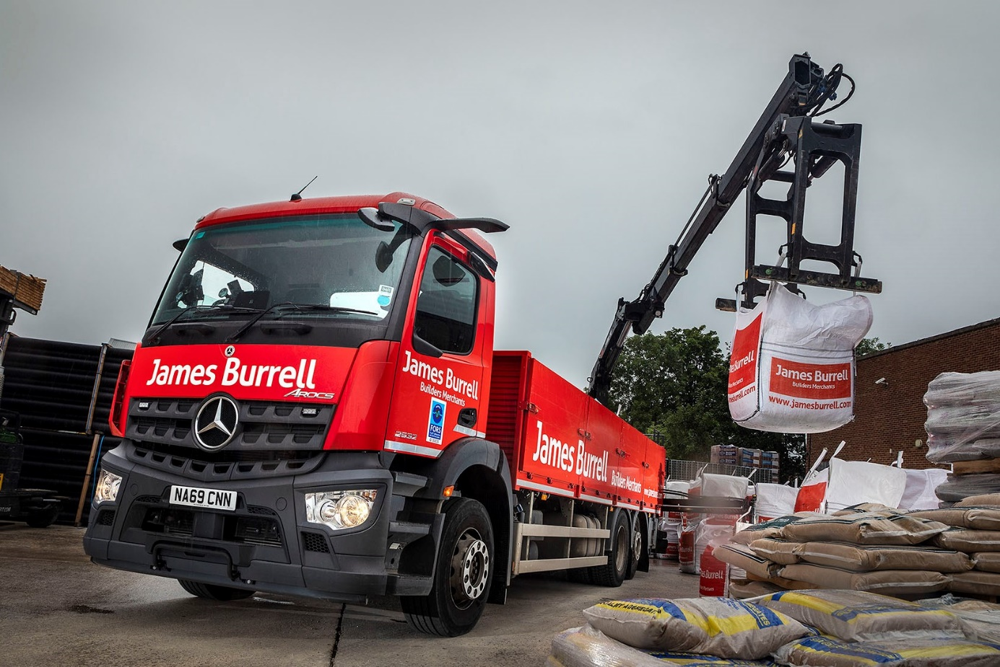 James Burrell
AROCS
NA69 CNN
James Burrell
Builders Merchants
FORS
2532
James Burrell
Builders Merchants
James Burrell
Builders Merchants
www.jamesburrell.com
Burrell
James Burrell
AGGREGATES